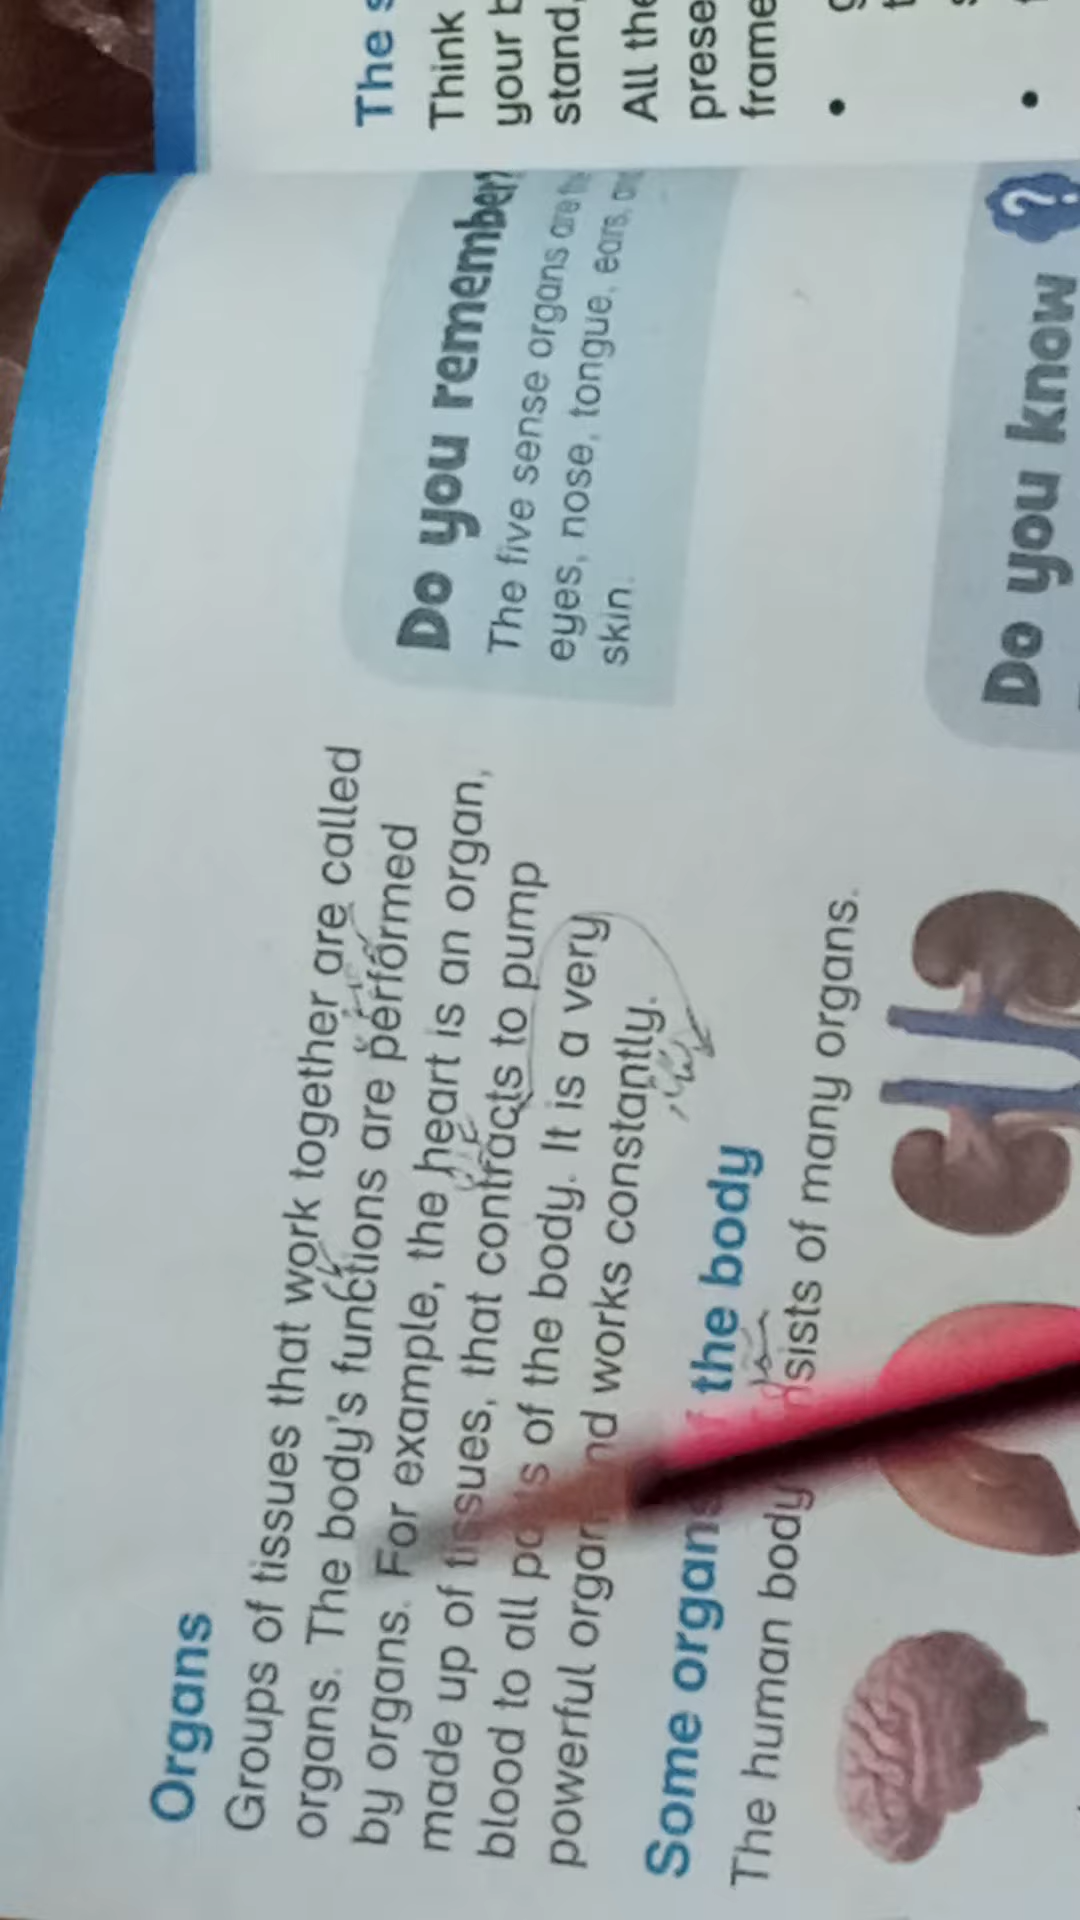 Organs
Groups of tissues that work together are called
organs. The body's functions are performed
by organs. For example, the heart is an organ,
made up of tissues, that contracts to pump
blood to all parts of the body. It is a very
powerful organ and works constantly.
Some organs of the body
The human body consists of many organs.
Do you remember?
The five sense organs are the
eyes, nose, tongue, ears, and
skin.
Do you know ?
The
Think
your
stand,
All the
frame